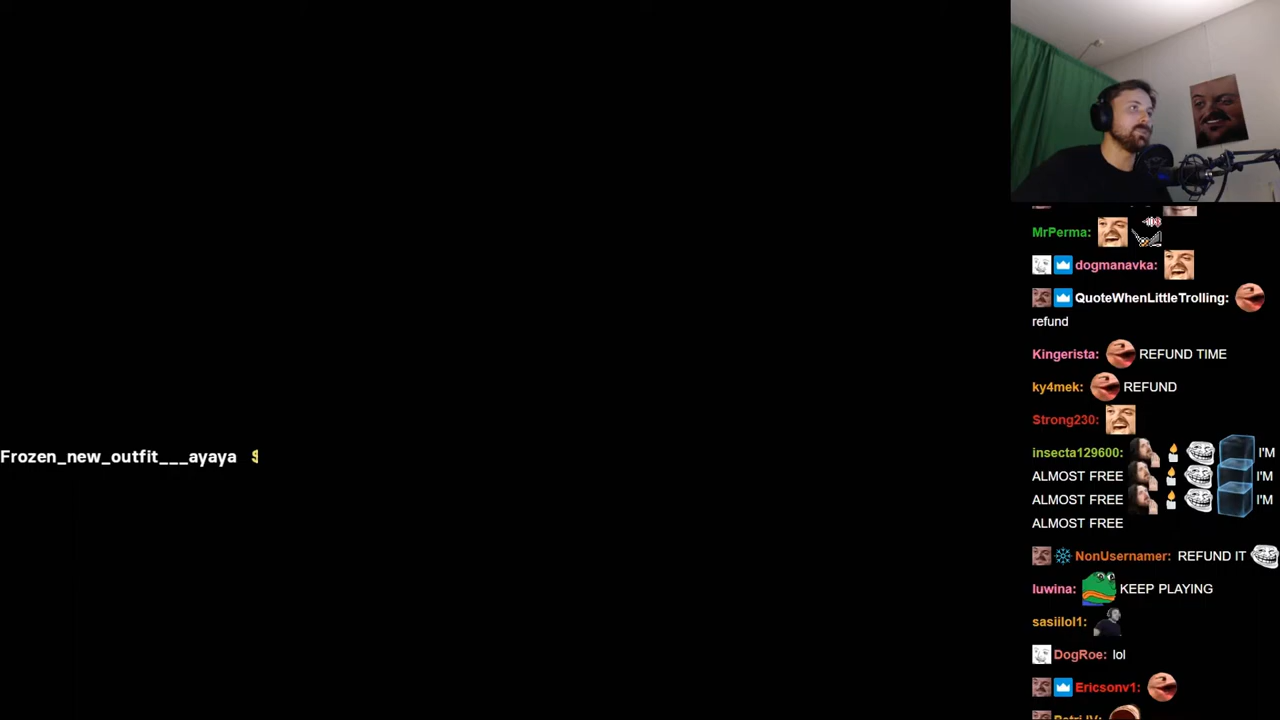 MrPerma:
dogmanavka:
QuoteWhenLittleTrolling:
refund
Kingerista: REFUND TIME
ky4mek: REFUND
Strong230:
insecta129600: I'M
ALMOST FREE I'M
ALMOST FREE I'M
ALMOST FREE
NonUsernamer: REFUND IT
luwina: KEEP PLAYING
sasiilol1:
DogRoe: lol
Ericsonv1:
Frozen_new_outfit___ayaya $